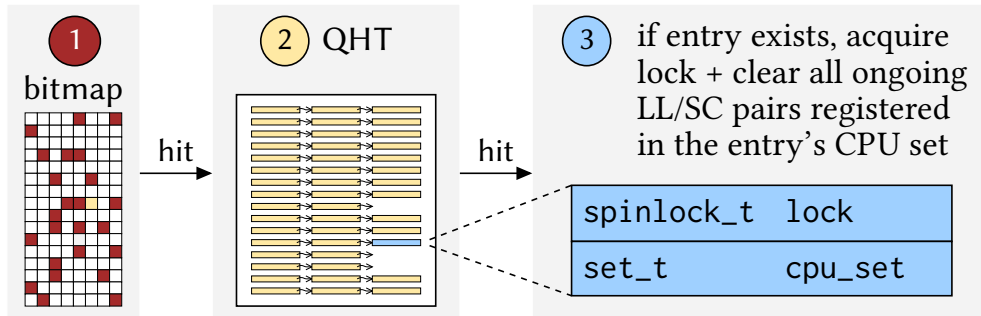 1
bitmap
hit
2 QHT
hit
3 if entry exists, acquire
lock + clear all ongoing
LL/SC pairs registered
in the entry's CPU set
spinlock_t lock
set_t cpu_set